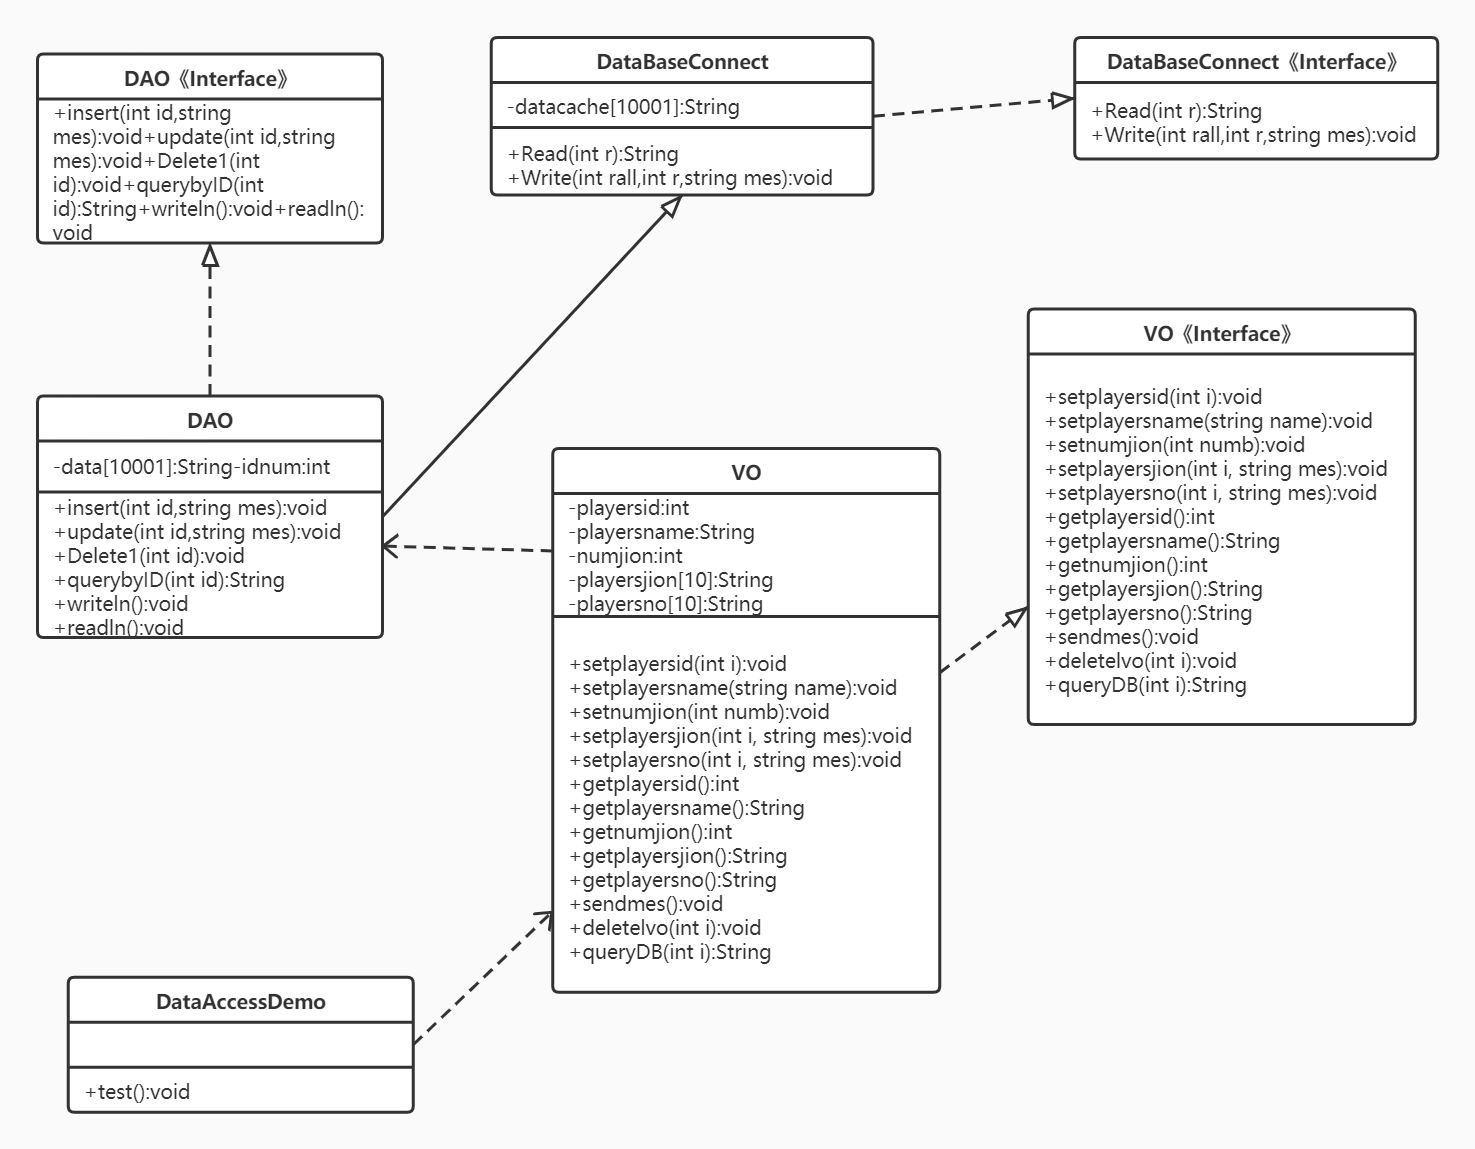 DAO《Interface》
+insert(int id,string
mes):void+update(int id,string
mes):void+Delete1(int
id):void+querybyID(int
id):String+writeln():void+readln():
void
DataBaseConnect
-datacache[10001]:String
+Read(int r):String
+Write(int rall,int r,string mes):void
DataBaseConnect《Interface》
+Read(int r):String
+Write(int rall,int r,string mes):void
DAO
-data[10001]:String-idnum:int
+insert(int id,string mes):void
+update(int id,string mes):void
+Delete1(int id):void
+querybyID(int id):String
+writeln():void
+readln():void
VO
-playersid:int
-playersname:String
-numjion:int
-playersjion[10]:String
-playersno[10]:String
+setplayersid(int i):void
+setplayersname(string name):void
+setnumjion(int numb):void
+setplayersjion(int i, string mes):void
+setplayersno(int i, string mes):void
+getplayersid():int
+getplayersname():String
+getnumjion():int
+getplayersjion():String
+getplayersno():String
+sendmes():void
+deletelvo(int i):void
+queryDB(int i):String
VO《Interface》
+setplayersid(int i):void
+setplayersname(string name):void
+setnumjion(int numb):void
+setplayersjion(int i, string mes):void
+setplayersno(int i, string mes):void
+getplayersid():int
+getplayersname():String
+getnumjion():int
+getplayersjion():String
+getplayersno():String
+sendmes():void
+deletelvo(int i):void
+queryDB(int i):String
DataAccessDemo
+test():void